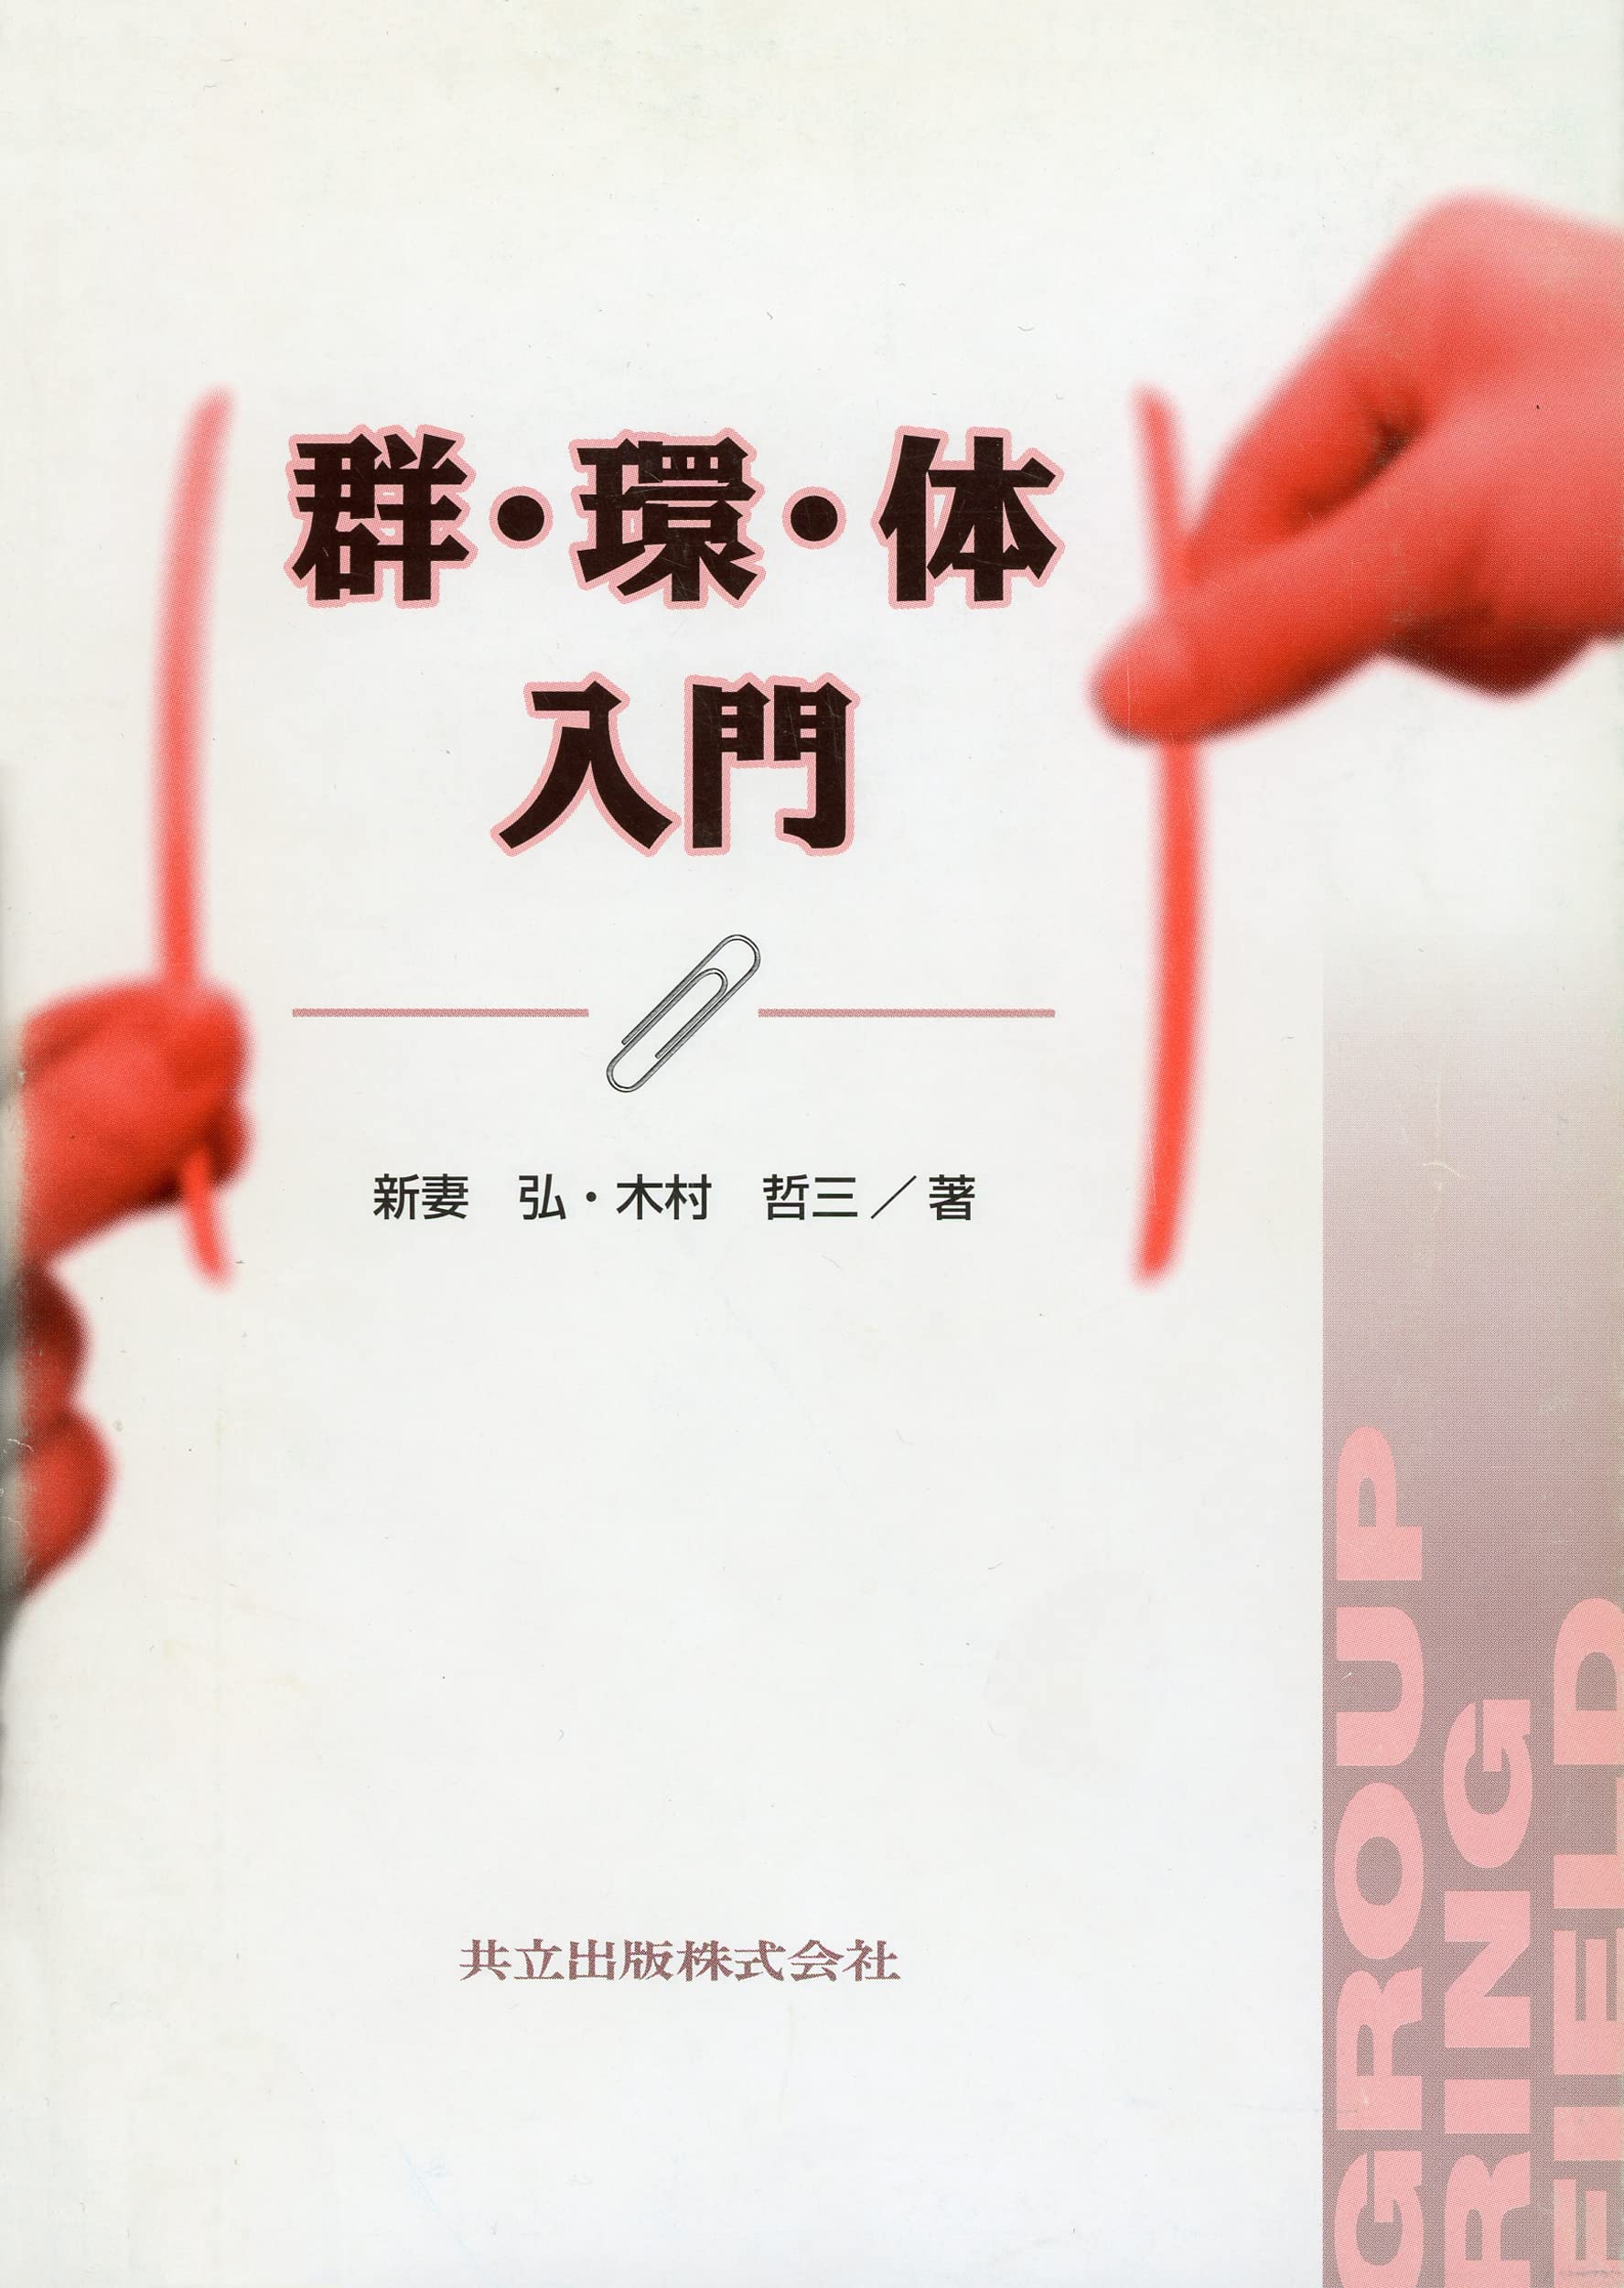 群・環・体
入門
新妻　弘・木村　哲三／著
共立出版株式会社
GROUP
RING
FIELD